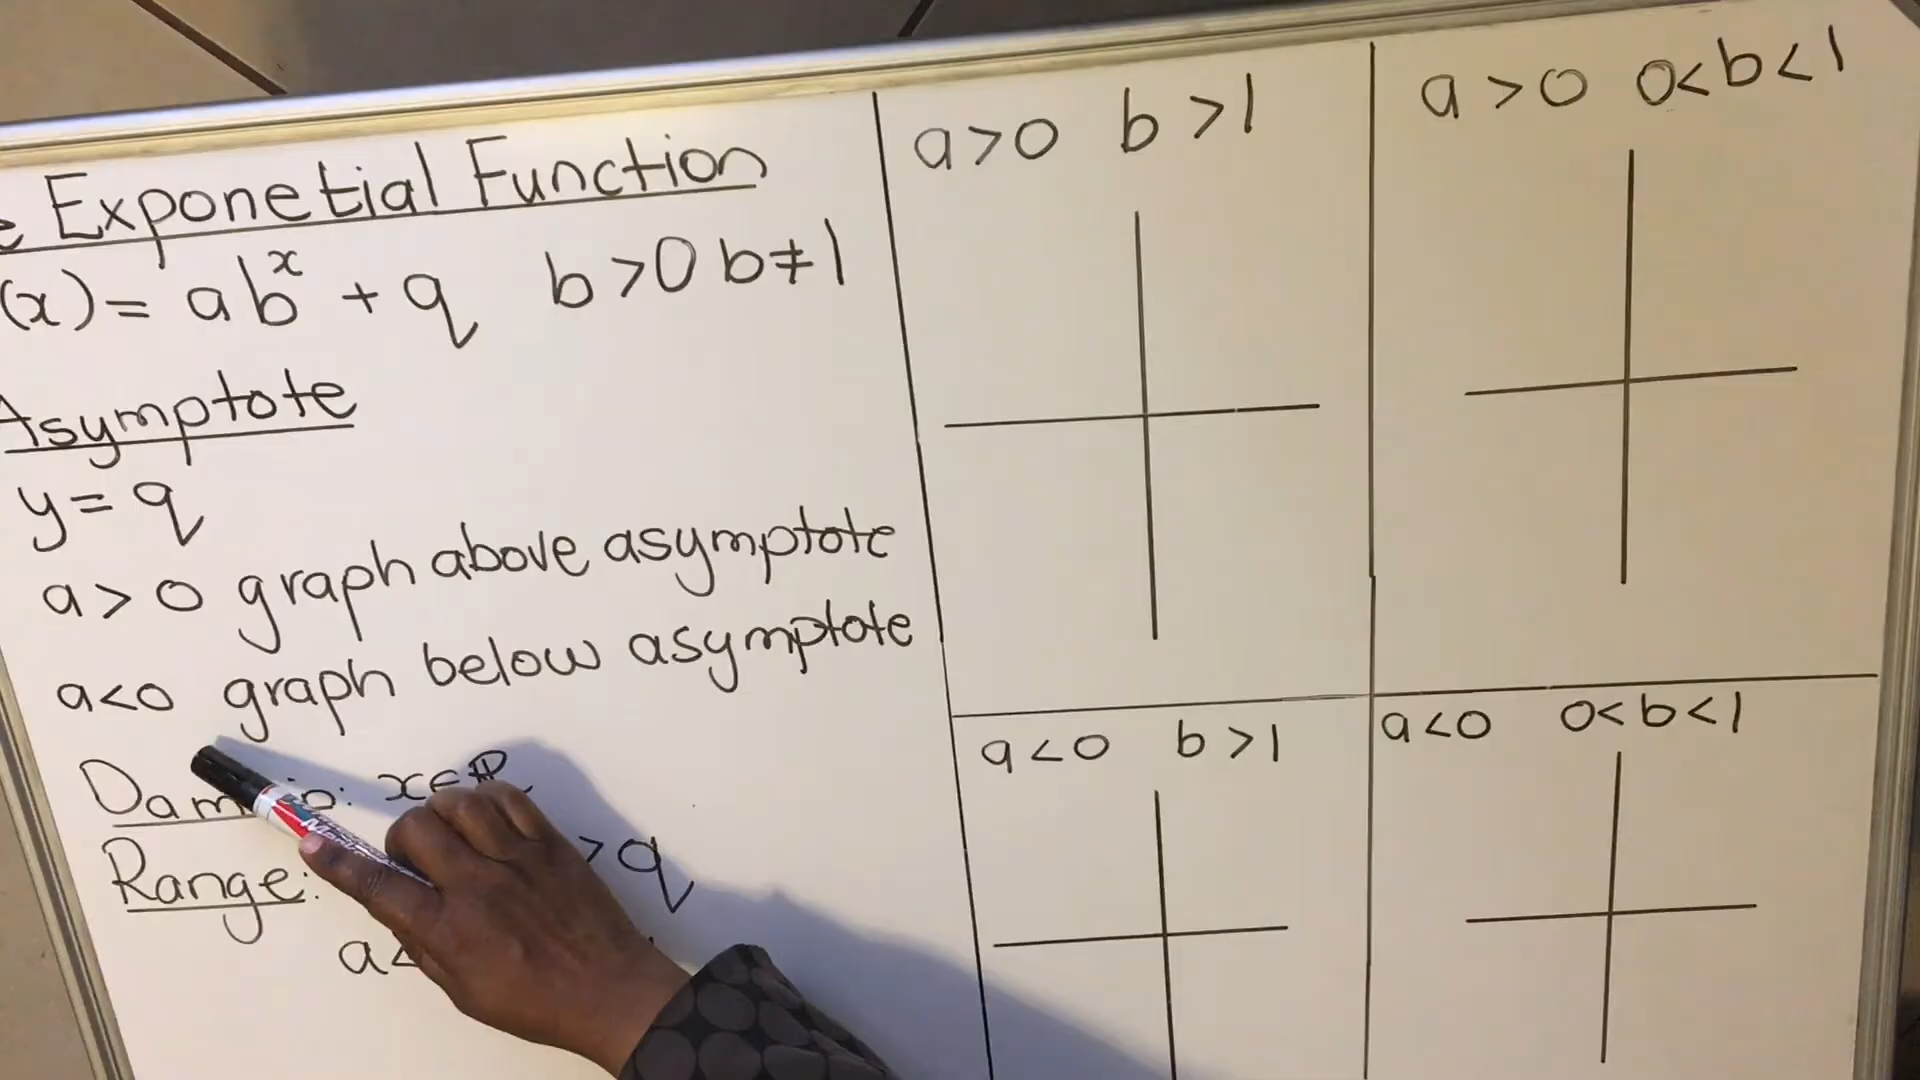 e Exponetial Function
(x) = ab^x + q b>0 b≠1
Asymptote
y = q
a > 0 graph above asymptote
a<0 graph below asymptote
x∈ℝ
Range: >q
a<
a>0 b>1
a>0 0<b<1
a<0 b>1
a<0 0<b<1